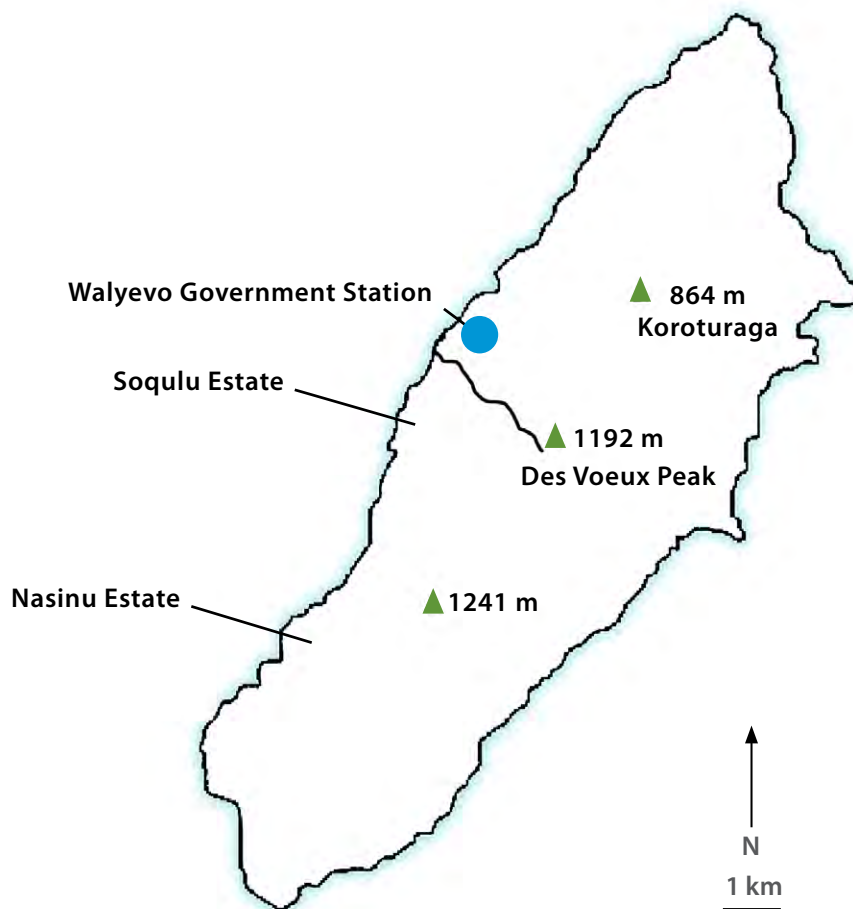 Walyevo Government Station
864 m
Koroturaga
Soqulu Estate
1192 m
Des Voeux Peak
Nasinu Estate
1241 m
N
1 km